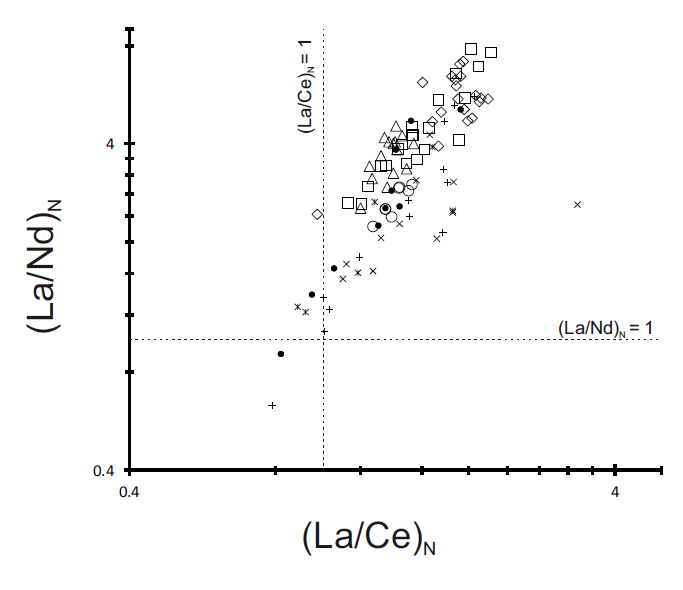 (La/Ce)N = 1
(La/Nd)N
4
(La/Nd)N = 1
0.4
0.4
4
(La/Ce)N